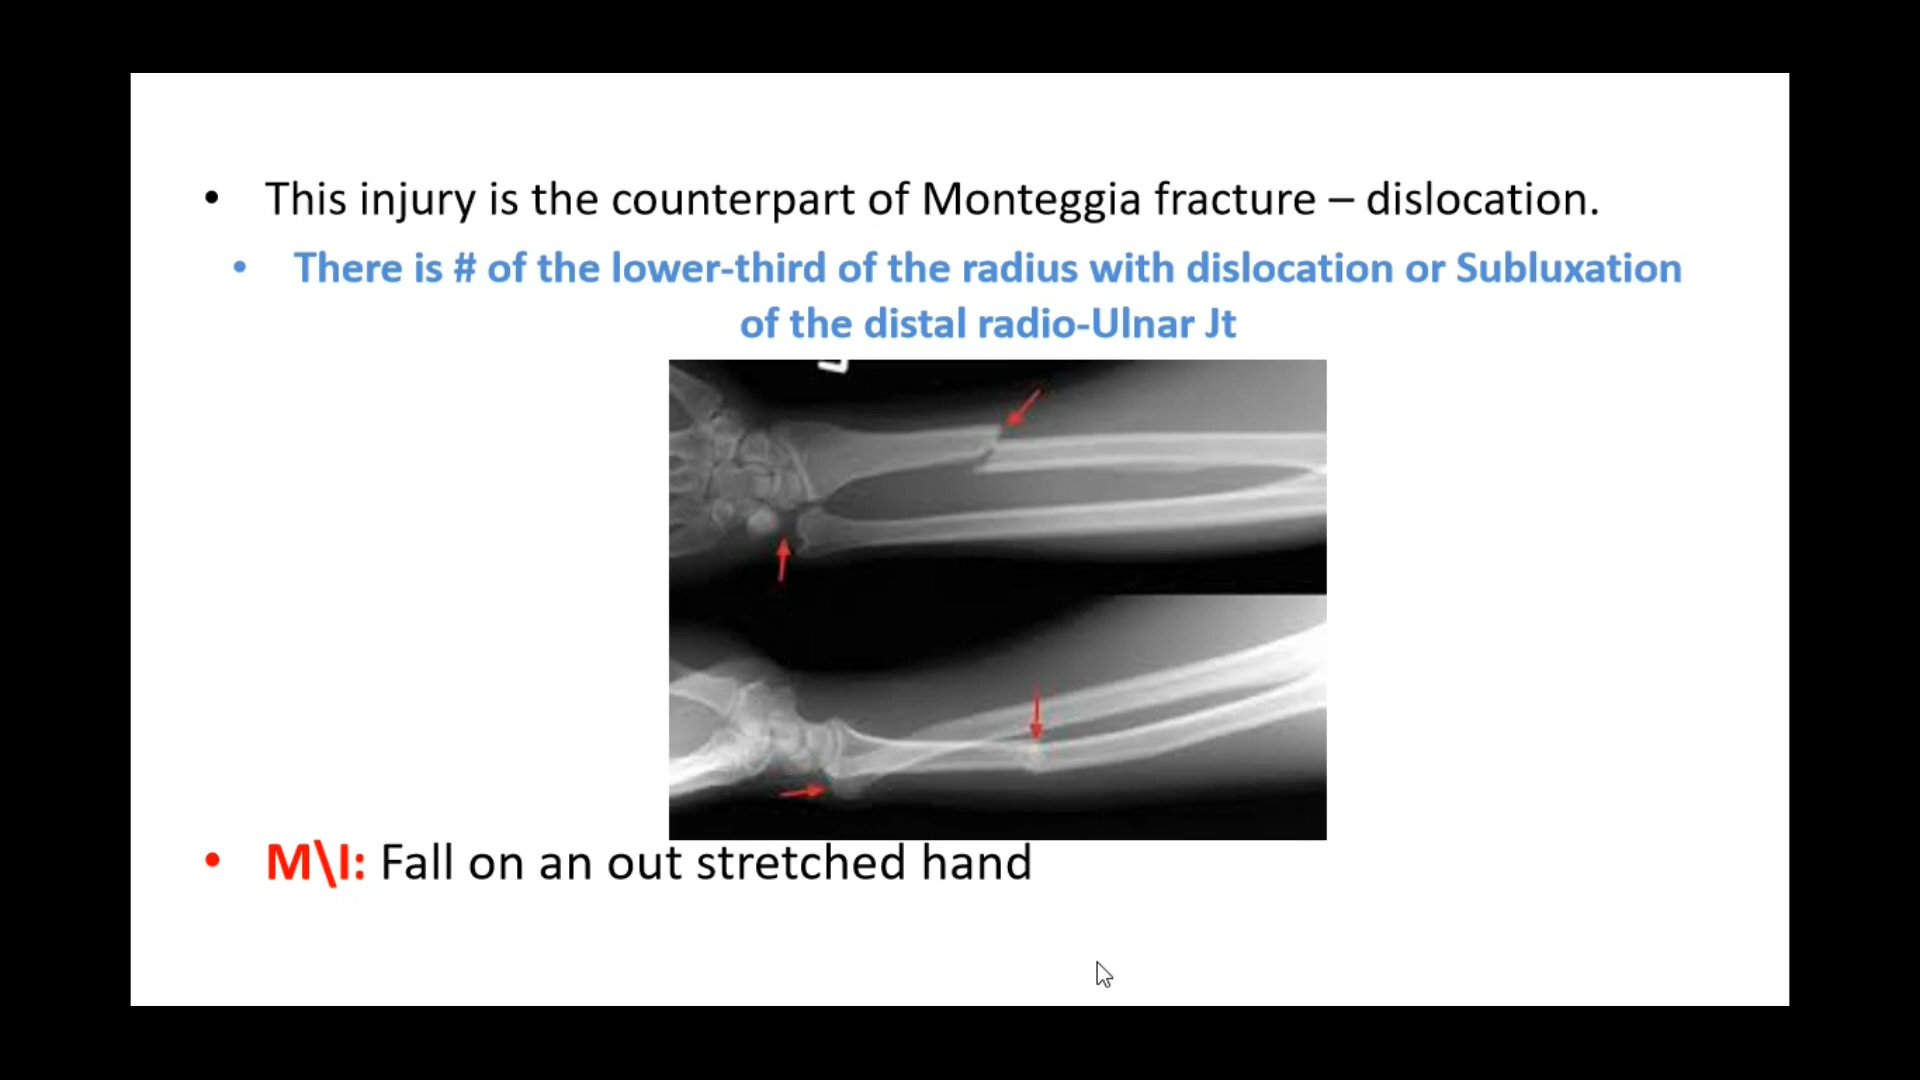 • This injury is the counterpart of Monteggia fracture – dislocation.
• There is # of the lower-third of the radius with dislocation or Subluxation
of the distal radio-Ulnar Jt
• M\I: Fall on an out stretched hand